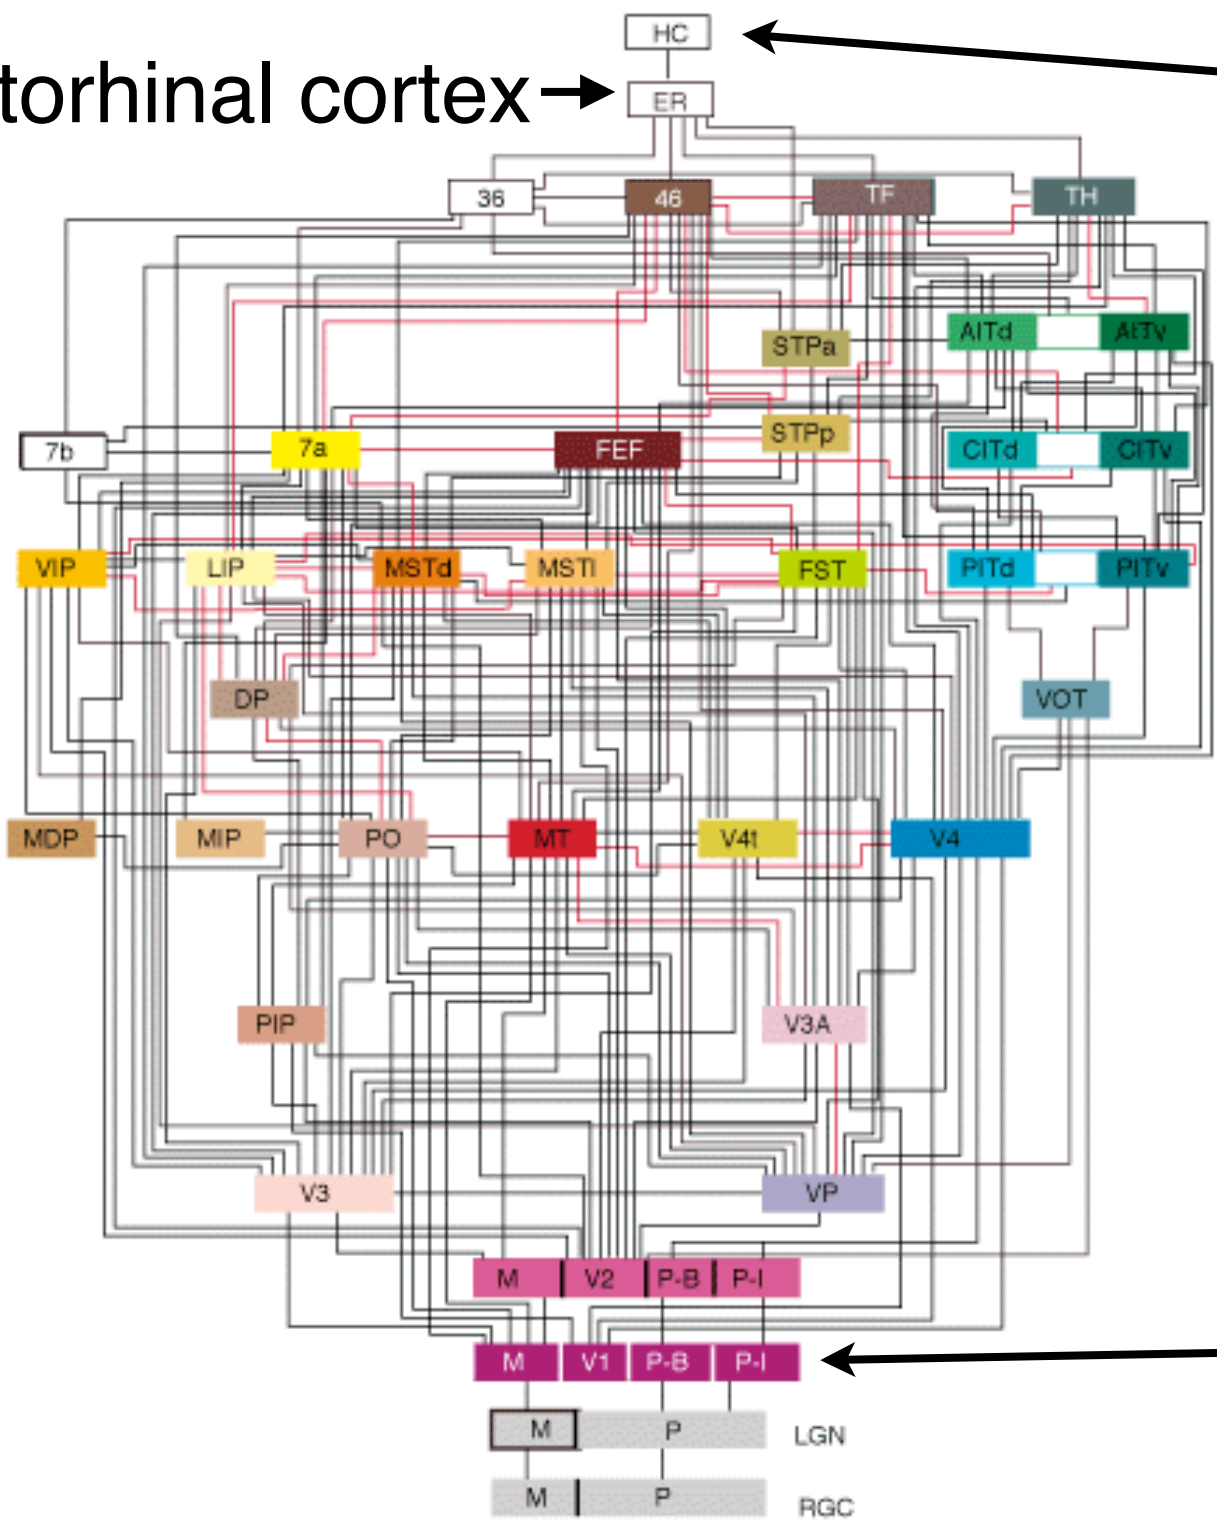 HC
torhinal cortex
ER
36 46 TF TH
STPa AITd AITv
7b 7a FEF STPp CITd CITv
VIP LIP MSTd MSTl FST PITd PITv
DP VOT
MDP MIP PO MT V4t V4
PIP V3A
V3 VP
M V2 P-B P-I
M V1 P-B P-I
M P LGN
M P RGC